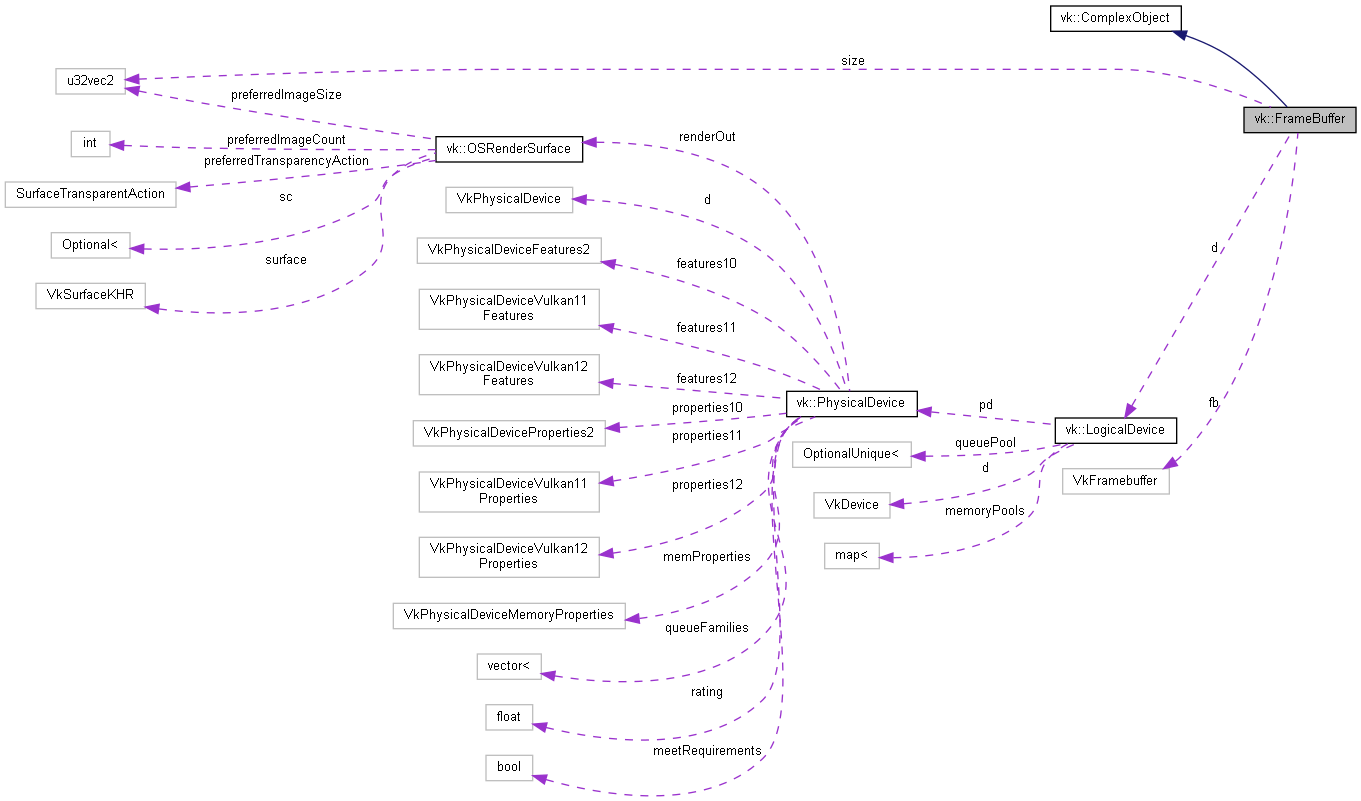 vk::ComplexObject
size
u32vec2
preferredImageSize
vk::FrameBuffer
int
preferredImageCount
vk::OSRenderSurface
renderOut
preferredTransparencyAction
SurfaceTransparentAction
sc
VkPhysicalDevice
d
Optional<
VkPhysicalDeviceFeatures2
features10
d
surface
VkSurfaceKHR
VkPhysicalDeviceVulkan11
Features
features11
VkPhysicalDeviceVulkan12
Features
features12
vk::PhysicalDevice
pd
fb
VkPhysicalDeviceProperties2
properties10
vk::LogicalDevice
properties11
OptionalUnique<
queuePool
VkPhysicalDeviceVulkan11
Properties
properties12
d
VkFramebuffer
VkDevice
memoryPools
VkPhysicalDeviceVulkan12
Properties
memProperties
map<
VkPhysicalDeviceMemoryProperties
queueFamilies
vector<
rating
float
meetRequirements
bool